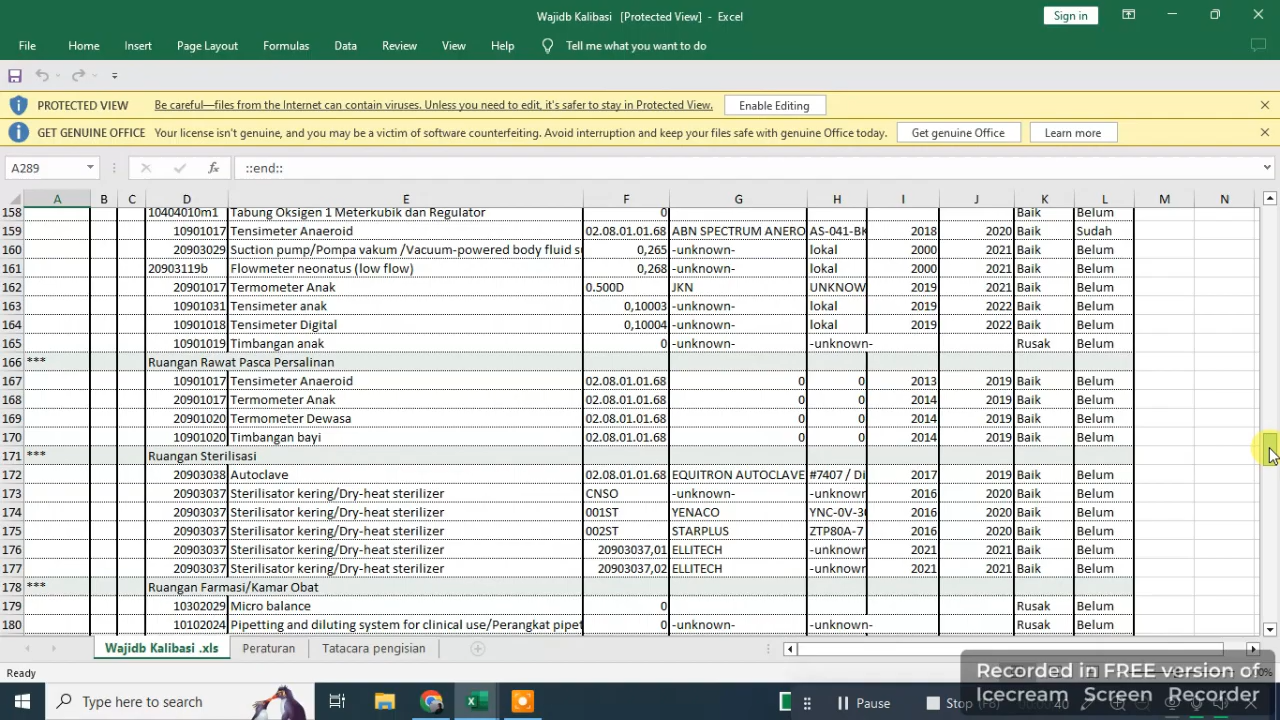 Wajidb Kalibasi  [Protected View] - Excel
Sign in
File Home Insert Page Layout Formulas Data Review View Help Tell me what you want to do
PROTECTED VIEW Be careful—files from the Internet can contain viruses. Unless you need to edit, it's safer to stay in Protected View. Enable Editing
GET GENUINE OFFICE Your license isn't genuine, and you may be a victim of software counterfeiting. Avoid interruption and keep your files safe with genuine Office today. Get genuine Office Learn more
A289 fx ::end::
A B C D E F G H I J K L M N
158 10404010m1 Tabung Oksigen 1 Meterkubik dan Regulator 0 Baik Belum
159 10901017 Tensimeter Anaeroid 02.08.01.01.68 ABN SPECTRUM ANERO AS-041-BK 2018 2020 Baik Sudah
160 20903029 Suction pump/Pompa vakum /Vacuum-powered body fluid su 0,265 -unknown- lokal 2000 2021 Baik Belum
161 20903119b Flowmeter neonatus (low flow) 0,268 -unknown- lokal 2000 2021 Baik Belum
162 20901017 Termometer Anak 0.500D JKN UNKNOW 2019 2021 Baik Belum
163 10901031 Tensimeter anak 0,10003 -unknown- lokal 2019 2022 Baik Belum
164 10901018 Tensimeter Digital 0,10004 -unknown- lokal 2019 2022 Baik Belum
165 10901019 Timbangan anak 0 -unknown- -unknown- Rusak Belum
166 *** Ruangan Rawat Pasca Persalinan
167 10901017 Tensimeter Anaeroid 02.08.01.01.68 0 0 2013 2019 Baik Belum
168 20901017 Termometer Anak 02.08.01.01.68 0 0 2014 2019 Baik Belum
169 20901020 Termometer Dewasa 02.08.01.01.68 0 0 2014 2019 Baik Belum
170 10901020 Timbangan bayi 02.08.01.01.68 0 0 2014 2019 Baik Belum
171 *** Ruangan Sterilisasi
172 20903038 Autoclave 02.08.01.01.68 EQUITRON AUTOCLAVE #7407 / Di 2017 2019 Baik Belum
173 20903037 Sterilisator kering/Dry-heat sterilizer CNSO -unknown- -unknown 2016 2020 Baik Belum
174 20903037 Sterilisator kering/Dry-heat sterilizer 001ST YENACO YNC-0V-30 2016 2020 Baik Belum
175 20903037 Sterilisator kering/Dry-heat sterilizer 002ST STARPLUS ZTP80A-7 2016 2020 Baik Belum
176 20903037 Sterilisator kering/Dry-heat sterilizer 20903037,01 ELLITECH -unknown 2021 2021 Baik Belum
177 20903037 Sterilisator kering/Dry-heat sterilizer 20903037,02 ELLITECH -unknown 2021 2021 Baik Belum
178 *** Ruangan Farmasi/Kamar Obat
179 10302029 Micro balance 0 Rusak Belum
180 10102024 Pipetting and diluting system for clinical use/Perangkat pipet 0 -unknown- -unknown- Rusak Belum
Wajidb Kalibasi .xls Peraturan Tatacara pengisian
Ready
Recorded in FREE version of
Icecream Screen Recorder
Type here to search Pause Stop (F6)